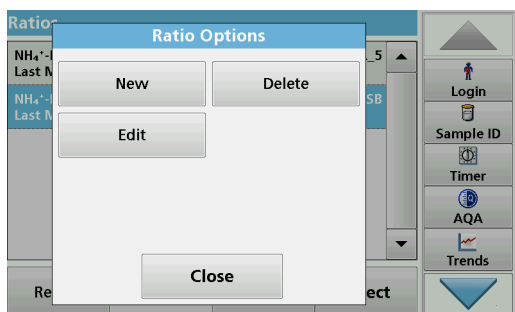 Ratio
Ratio Options
NH₄⁺-
_5
Last
New
Delete
NH₄⁺-
SB
Last
Edit
Close
Re
ect
Login
Sample ID
Timer
AQA
Trends